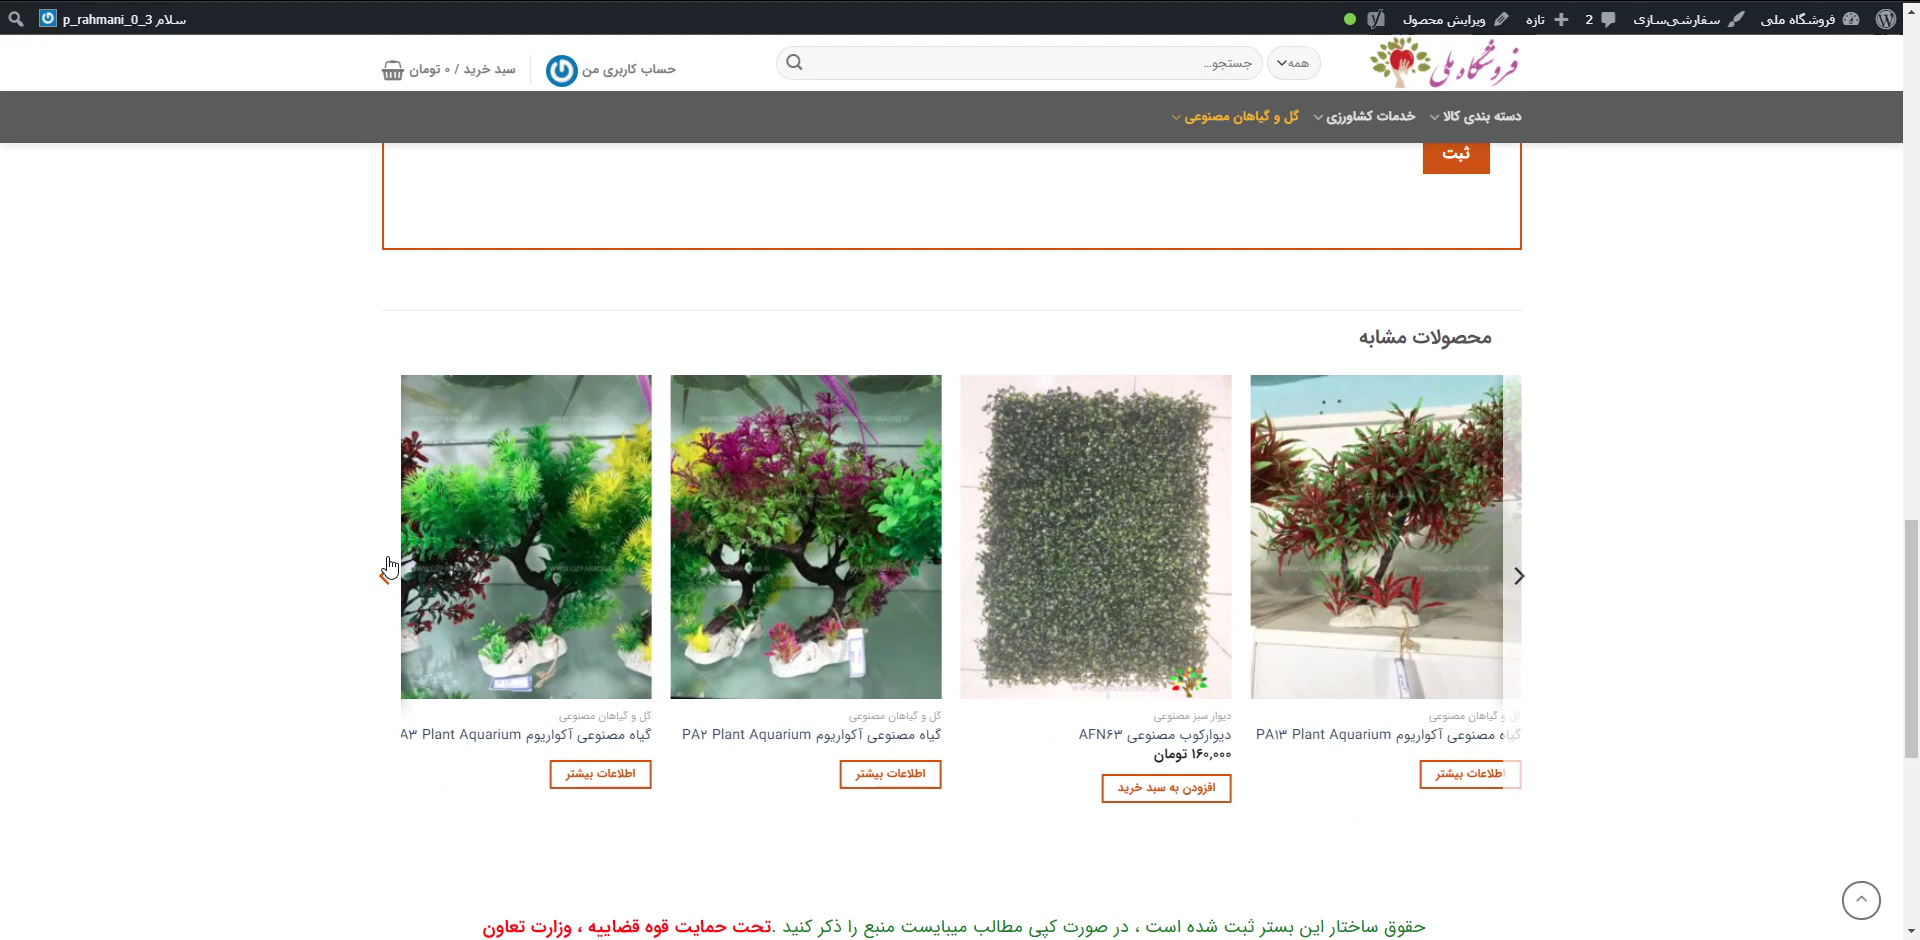 فروشگاه ملی سفارشی‌سازی 2 تازه ویرایش محصول سلام p_rahmani_0_3
فروشگاه ملی همه جستجو... حساب کاربری من سبد خرید / ۰ تومان
دسته بندی کالا خدمات کشاورزی گل و گیاهان مصنوعی
ثبت
محصولات مشابه
WWW.OZPARADISE.IR
گل و گیاهان مصنوعی دیوار سبز مصنوعی گل و گیاهان مصنوعی گل و گیاهان مصنوعی
گیاه مصنوعی آکواریوم PA۱۳ Plant Aquarium دیوارکوب مصنوعی AFN۶۳ گیاه مصنوعی آکواریوم PA۲ Plant Aquarium گیاه مصنوعی آکواریوم A۳ Plant Aquarium
۱۶۰,۰۰۰ تومان
اطلاعات بیشتر افزودن به سبد خرید اطلاعات بیشتر اطلاعات بیشتر
حقوق ساختار این بستر ثبت شده است ، در صورت کپی مطالب میبایست منبع را ذکر کنید .تحت حمایت قوه قضاییه ، وزارت تعاون